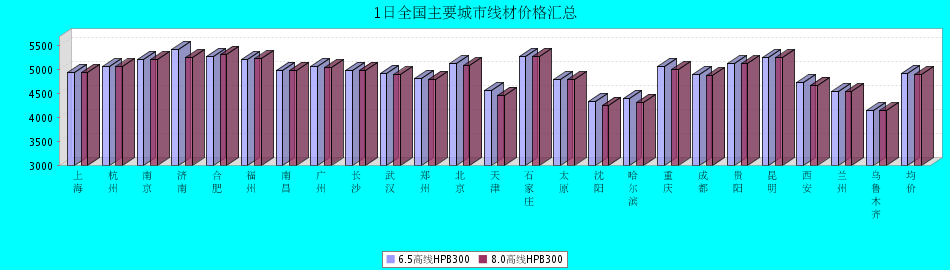 1日全国主要城市线材价格汇总
5500
5000
4500
4000
3500
3000
上海
杭州
南京
济南
合肥
福州
南昌
广州
长沙
武汉
郑州
北京
天津
石家庄
太原
沈阳
哈尔滨
重庆
成都
贵阳
昆明
西安
兰州
乌鲁木齐
均价
6.5高线HPB300
8.0高线HPB300